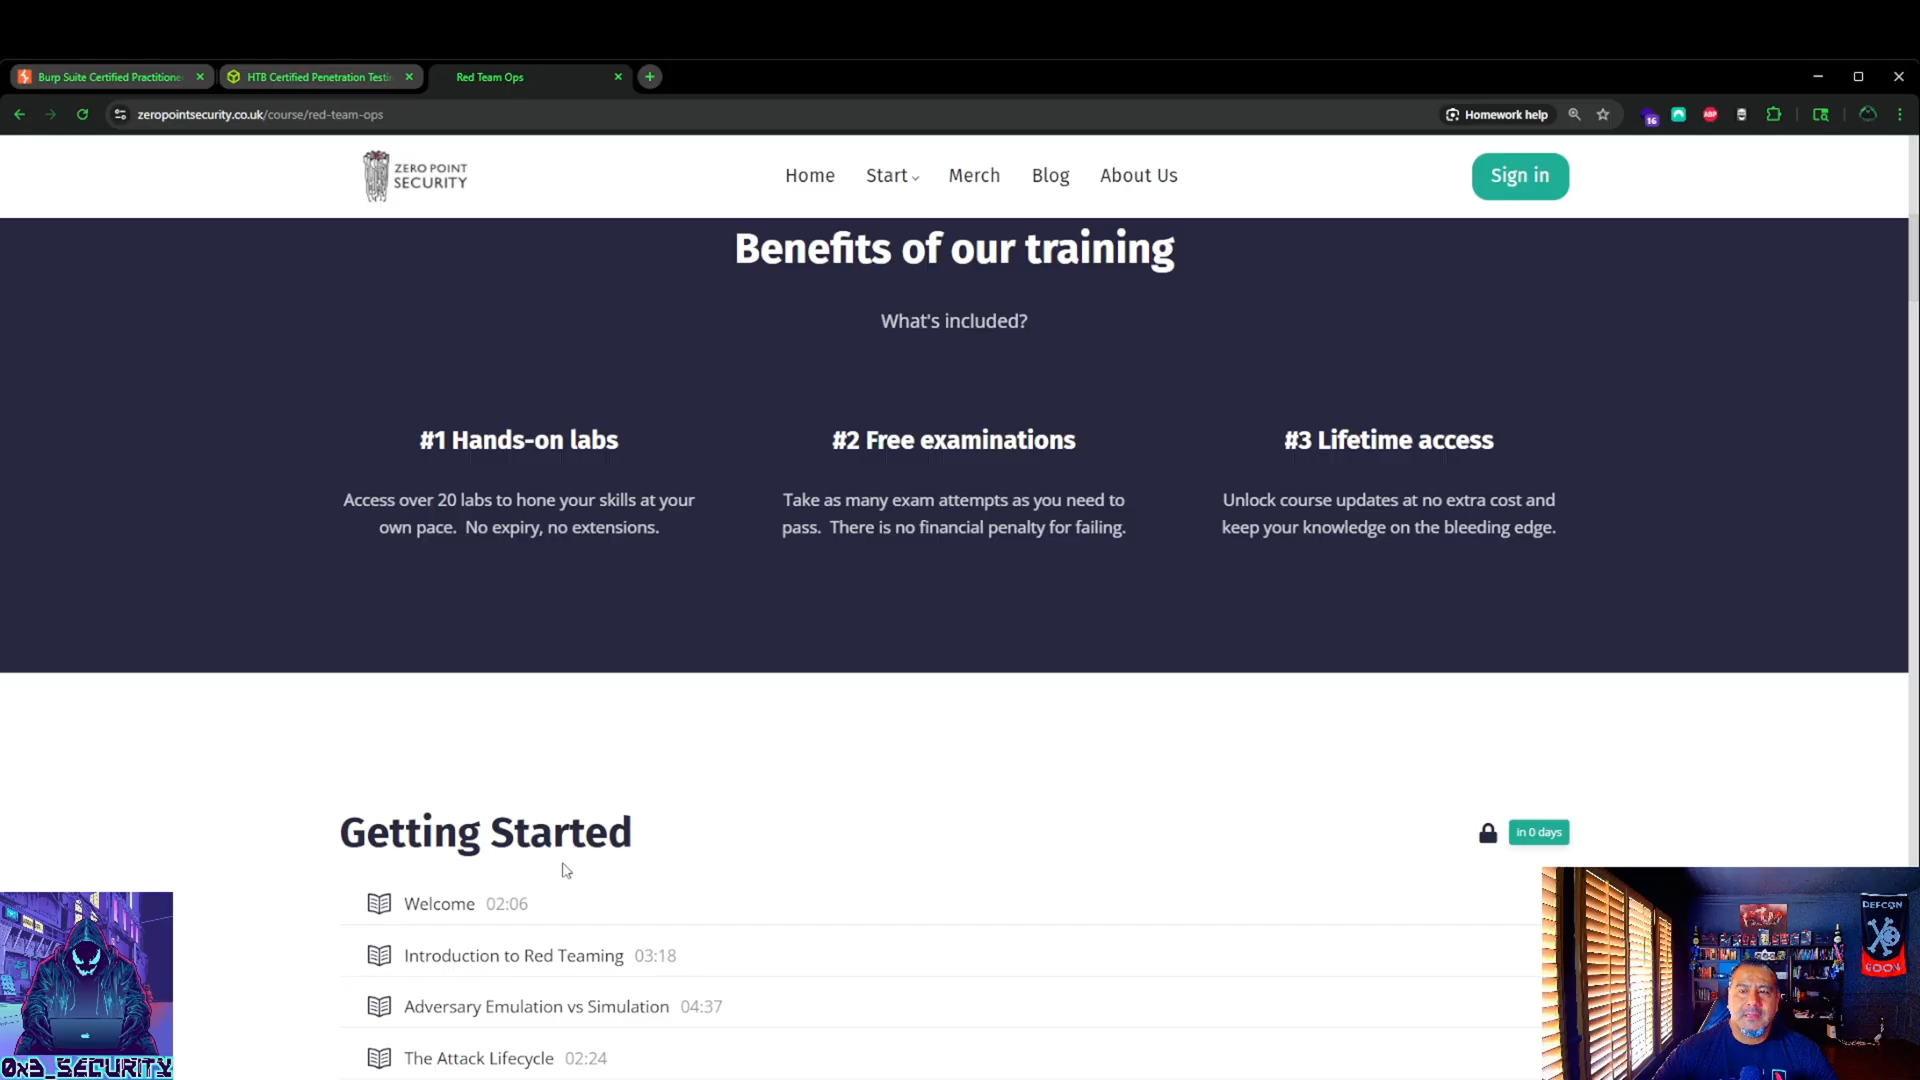 Burp Suite Certified Practitione
HTB Certified Penetration Testi
Red Team Ops
zeropointsecurity.co.uk/course/red-team-ops
Homework help
16
ABP
ZERO POINT
SECURITY
Home
Start
Merch
Blog
About Us
Sign in
Benefits of our training
What's included?
#1 Hands-on labs
Access over 20 labs to hone your skills at your
own pace. No expiry, no extensions.
#2 Free examinations
Take as many exam attempts as you need to
pass. There is no financial penalty for failing.
#3 Lifetime access
Unlock course updates at no extra cost and
keep your knowledge on the bleeding edge.
Getting Started
in 0 days
Welcome 02:06
Introduction to Red Teaming 03:18
Adversary Emulation vs Simulation 04:37
The Attack Lifecycle 02:24
0x3_SECURITY
DEFCON
GOON